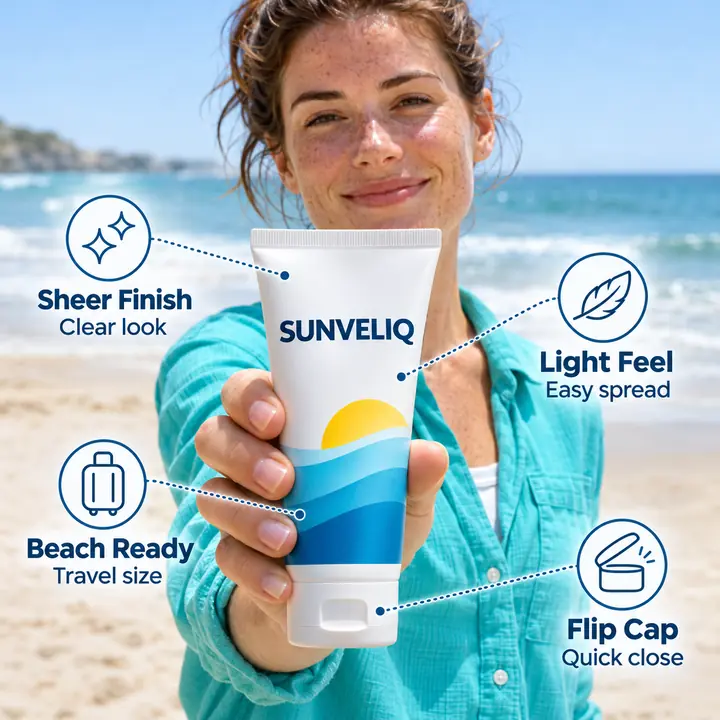 SUNVELIQ
Sheer Finish
Clear look
Light Feel
Easy spread
Beach Ready
Travel size
Flip Cap
Quick close